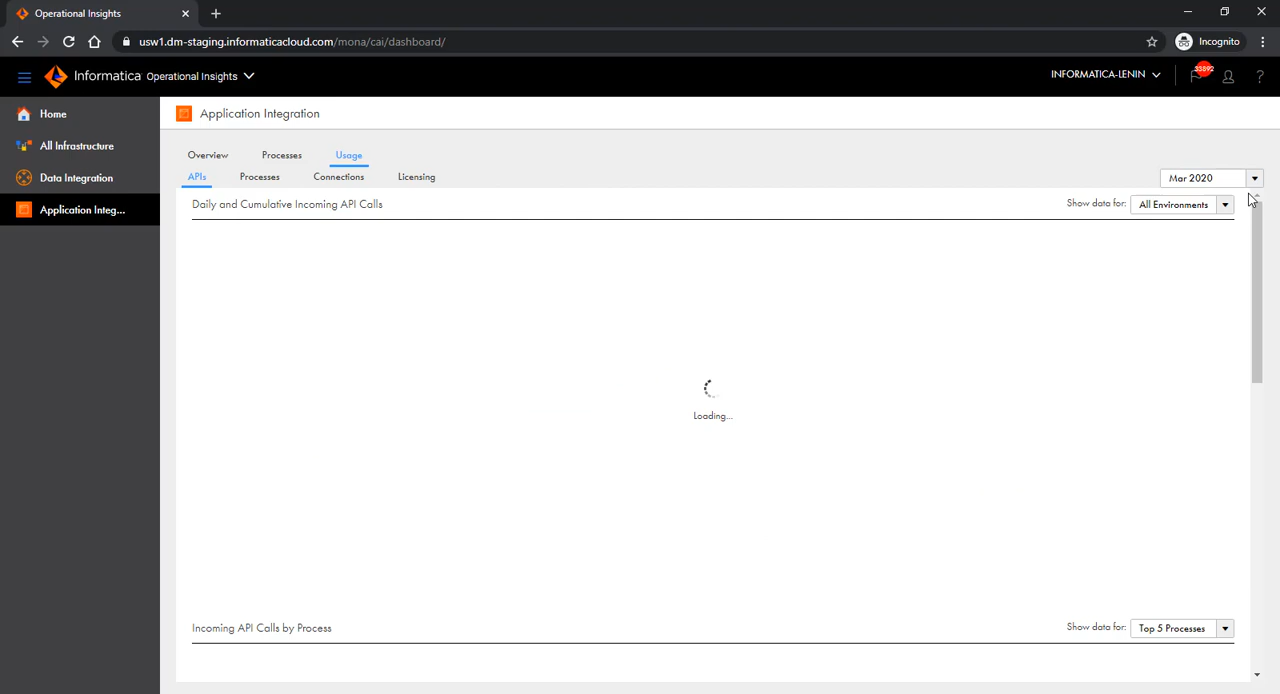 Operational Insights
usw1.dm-staging.informaticacloud.com/mona/cai/dashboard/
Incognito
Informatica Operational Insights
INFORMATICA-LENIN
33892
?
Home
All Infrastructure
Data Integration
Application Integ...
Application Integration
Overview Processes Usage
APIs Processes Connections Licensing
Mar 2020
Daily and Cumulative Incoming API Calls
Show data for: All Environments
Loading...
Incoming API Calls by Process
Show data for: Top 5 Processes